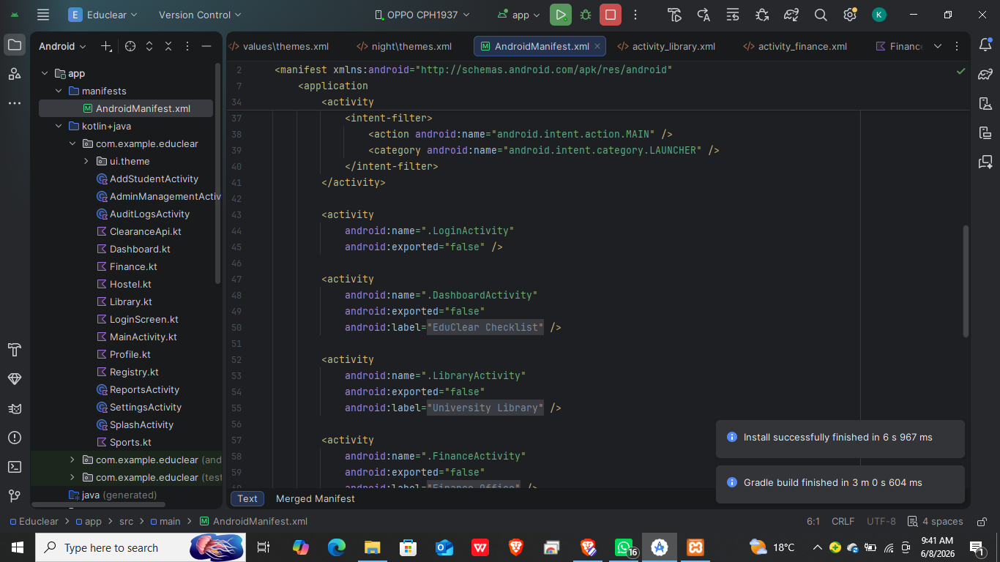 E Educlear Version Control OPPO CPH1937 app K
Android
values\themes.xml night\themes.xml AndroidManifest.xml activity_library.xml activity_finance.xml Financ
app
manifests
AndroidManifest.xml
kotlin+java
com.example.educlear
ui.theme
AddStudentActivity
AdminManagementActiv
AuditLogsActivity
ClearanceApi.kt
Dashboard.kt
Finance.kt
Hostel.kt
Library.kt
LoginScreen.kt
MainActivity.kt
Profile.kt
Registry.kt
ReportsActivity
SettingsActivity
SplashActivity
Sports.kt
com.example.educlear (and
com.example.educlear (test
java (generated)
2 <manifest xmlns:android="http://schemas.android.com/apk/res/android"
7 <application
34 <activity
37 <intent-filter>
38 <action android:name="android.intent.action.MAIN" />
39 <category android:name="android.intent.category.LAUNCHER" />
40 </intent-filter>
41 </activity>
42
43 <activity
44 android:name=".LoginActivity"
45 android:exported="false" />
46
47 <activity
48 android:name=".DashboardActivity"
49 android:exported="false"
50 android:label="EduClear Checklist" />
51
52 <activity
53 android:name=".LibraryActivity"
54 android:exported="false"
55 android:label="University Library" />
56
57 <activity
58 android:name=".FinanceActivity"
59 android:exported="false"
60 android:label="Finance Office" />
Install successfully finished in 6 s 967 ms
Gradle build finished in 3 m 0 s 604 ms
Text Merged Manifest
Educlear > app > src > main > AndroidManifest.xml 6:1 CRLF UTF-8 4 spaces
Type here to search 16 18°C 9:41 AM
6/8/2026 1